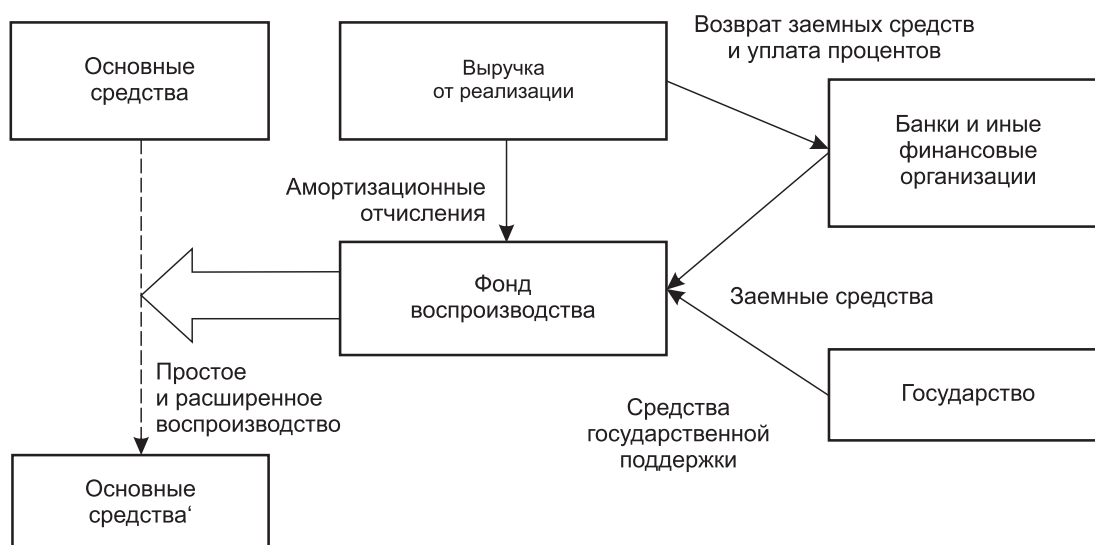 Основные
средства
Выручка
от реализации
Возврат заемных средств
и уплата процентов
Банки и иные
финансовые
организации
Амортизационные
отчисления
Фонд
воспроизводства
Заемные средства
Простое
и расширенное
воспроизводство
Средства
государственной
поддержки
Государство
Основные
средства‘